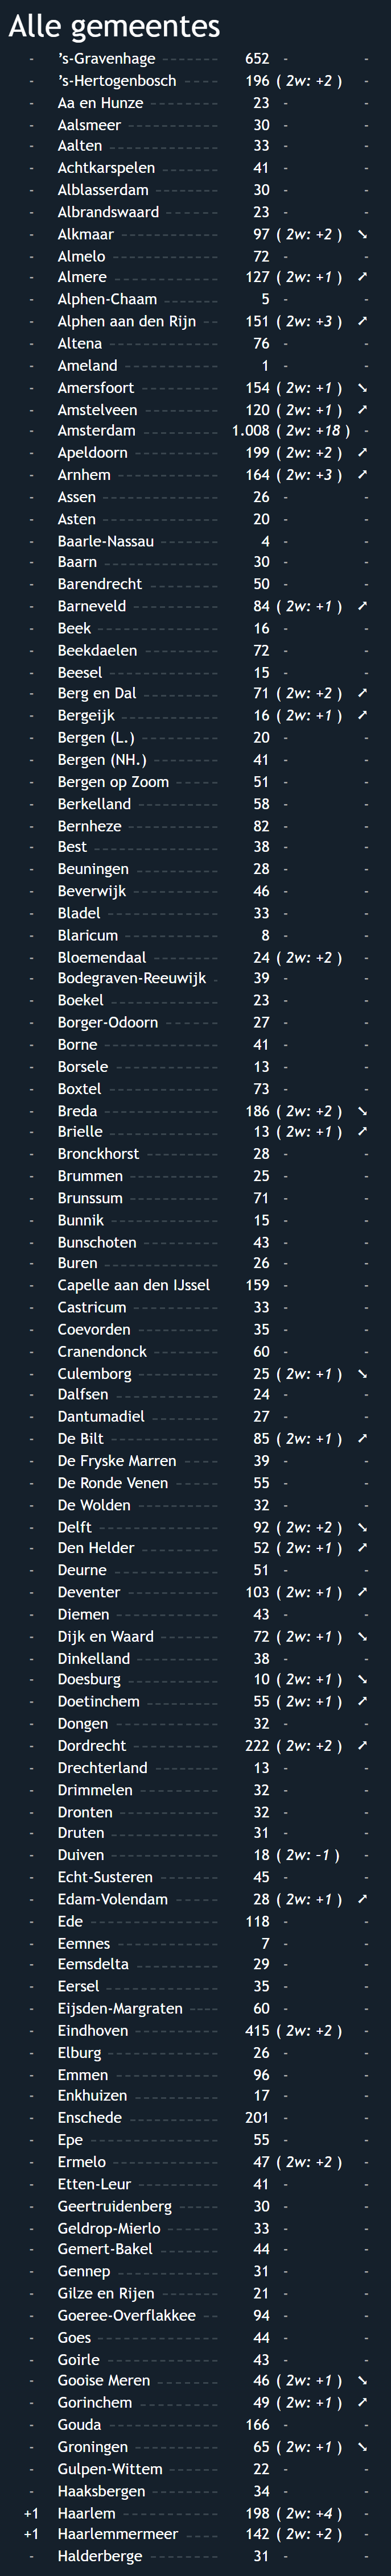 Alle gemeentes
- ’s-Gravenhage 652 - -
- ’s-Hertogenbosch 196 ( 2w: +2 ) -
- Aa en Hunze 23 - -
- Aalsmeer 30 - -
- Aalten 33 - -
- Achtkarspelen 41 - -
- Alblasserdam 30 - -
- Albrandswaard 23 - -
- Alkmaar 97 ( 2w: +2 ) ➘
- Almelo 72 - -
- Almere 127 ( 2w: +1 ) ➚
- Alphen-Chaam 5 - -
- Alphen aan den Rijn 151 ( 2w: +3 ) ➚
- Altena 76 - -
- Ameland 1 - -
- Amersfoort 154 ( 2w: +1 ) ➘
- Amstelveen 120 ( 2w: +1 ) ➚
- Amsterdam 1.008 ( 2w: +18 ) -
- Apeldoorn 199 ( 2w: +2 ) ➚
- Arnhem 164 ( 2w: +3 ) ➚
- Assen 26 - -
- Asten 20 - -
- Baarle-Nassau 4 - -
- Baarn 30 - -
- Barendrecht 50 - -
- Barneveld 84 ( 2w: +1 ) ➚
- Beek 16 - -
- Beekdaelen 72 - -
- Beesel 15 - -
- Berg en Dal 71 ( 2w: +2 ) ➚
- Bergeijk 16 ( 2w: +1 ) ➚
- Bergen (L.) 20 - -
- Bergen (NH.) 41 - -
- Bergen op Zoom 51 - -
- Berkelland 58 - -
- Bernheze 82 - -
- Best 38 - -
- Beuningen 28 - -
- Beverwijk 46 - -
- Bladel 33 - -
- Blaricum 8 - -
- Bloemendaal 24 ( 2w: +2 ) -
- Bodegraven-Reeuwijk 39 - -
- Boekel 23 - -
- Borger-Odoorn 27 - -
- Borne 41 - -
- Borsele 13 - -
- Boxtel 73 - -
- Breda 186 ( 2w: +2 ) ➘
- Brielle 13 ( 2w: +1 ) ➚
- Bronckhorst 28 - -
- Brummen 25 - -
- Brunssum 71 - -
- Bunnik 15 - -
- Bunschoten 43 - -
- Buren 26 - -
- Capelle aan den IJssel 159 - -
- Castricum 33 - -
- Coevorden 35 - -
- Cranendonck 60 - -
- Culemborg 25 ( 2w: +1 ) ➘
- Dalfsen 24 - -
- Dantumadiel 27 - -
- De Bilt 85 ( 2w: +1 ) ➚
- De Fryske Marren 39 - -
- De Ronde Venen 55 - -
- De Wolden 32 - -
- Delft 92 ( 2w: +2 ) ➘
- Den Helder 52 ( 2w: +1 ) ➚
- Deurne 51 - -
- Deventer 103 ( 2w: +1 ) ➚
- Diemen 43 - -
- Dijk en Waard 72 ( 2w: +1 ) ➘
- Dinkelland 38 - -
- Doesburg 10 ( 2w: +1 ) ➘
- Doetinchem 55 ( 2w: +1 ) ➚
- Dongen 32 - -
- Dordrecht 222 ( 2w: +2 ) ➚
- Drechterland 13 - -
- Drimmelen 32 - -
- Dronten 32 - -
- Druten 31 - -
- Duiven 18 ( 2w: -1 ) -
- Echt-Susteren 45 - -
- Edam-Volendam 28 ( 2w: +1 ) ➚
- Ede 118 - -
- Eemnes 7 - -
- Eemsdelta 29 - -
- Eersel 35 - -
- Eijsden-Margraten 60 - -
- Eindhoven 415 ( 2w: +2 ) -
- Elburg 26 - -
- Emmen 96 - -
- Enkhuizen 17 - -
- Enschede 201 - -
- Epe 55 - -
- Ermelo 47 ( 2w: +2 ) -
- Etten-Leur 41 - -
- Geertruidenberg 30 - -
- Geldrop-Mierlo 33 - -
- Gemert-Bakel 44 - -
- Gennep 31 - -
- Gilze en Rijen 21 - -
- Goeree-Overflakkee 94 - -
- Goes 44 - -
- Goirle 43 - -
- Gooise Meren 46 ( 2w: +1 ) ➘
- Gorinchem 49 ( 2w: +1 ) ➚
- Gouda 166 - -
- Groningen 65 ( 2w: +1 ) ➘
- Gulpen-Wittem 22 - -
- Haaksbergen 34 - -
+1 Haarlem 198 ( 2w: +4 ) -
+1 Haarlemmermeer 142 ( 2w: +2 ) -
- Halderberge 31 - -